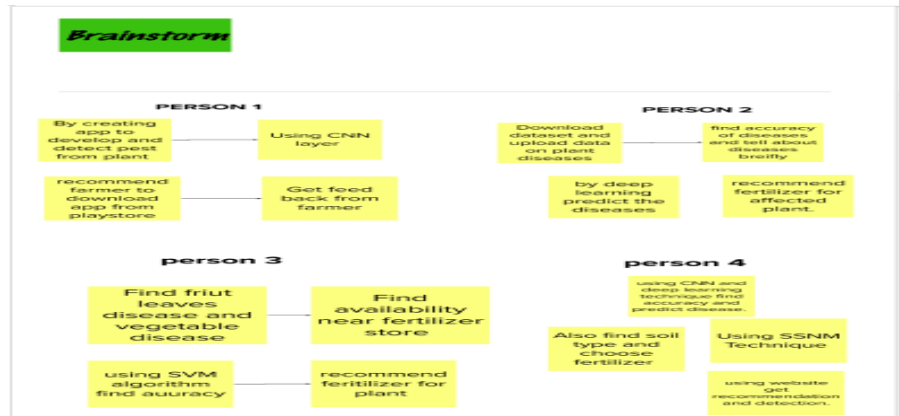 Brainstorm
PERSON 1
By creating
app to
develop and
detect pest
from plant
Using CNN
layer
recommend
farmer to
download
app from
playstore
Get feed
back from
farmer
PERSON 2
Download
dataset and
upload data
on plant
diseases
find accuracy
of diseases
and tell about
diseases
breifly
by deep
learning
predict the
diseases
recommend
fertilizer for
affected
plant.
person 3
Find friut
leaves
disease and
vegetable
disease
Find
availability
near fertilizer
store
using SVM
algorithm
find auuracy
recommend
feritilizer for
plant
person 4
using CNN and
deep learning
technique find
accuracy and
predict disease.
Also find soil
type and
choose
fertilizer
Using SSNM
Technique
using website
get
recommendation
and detection.